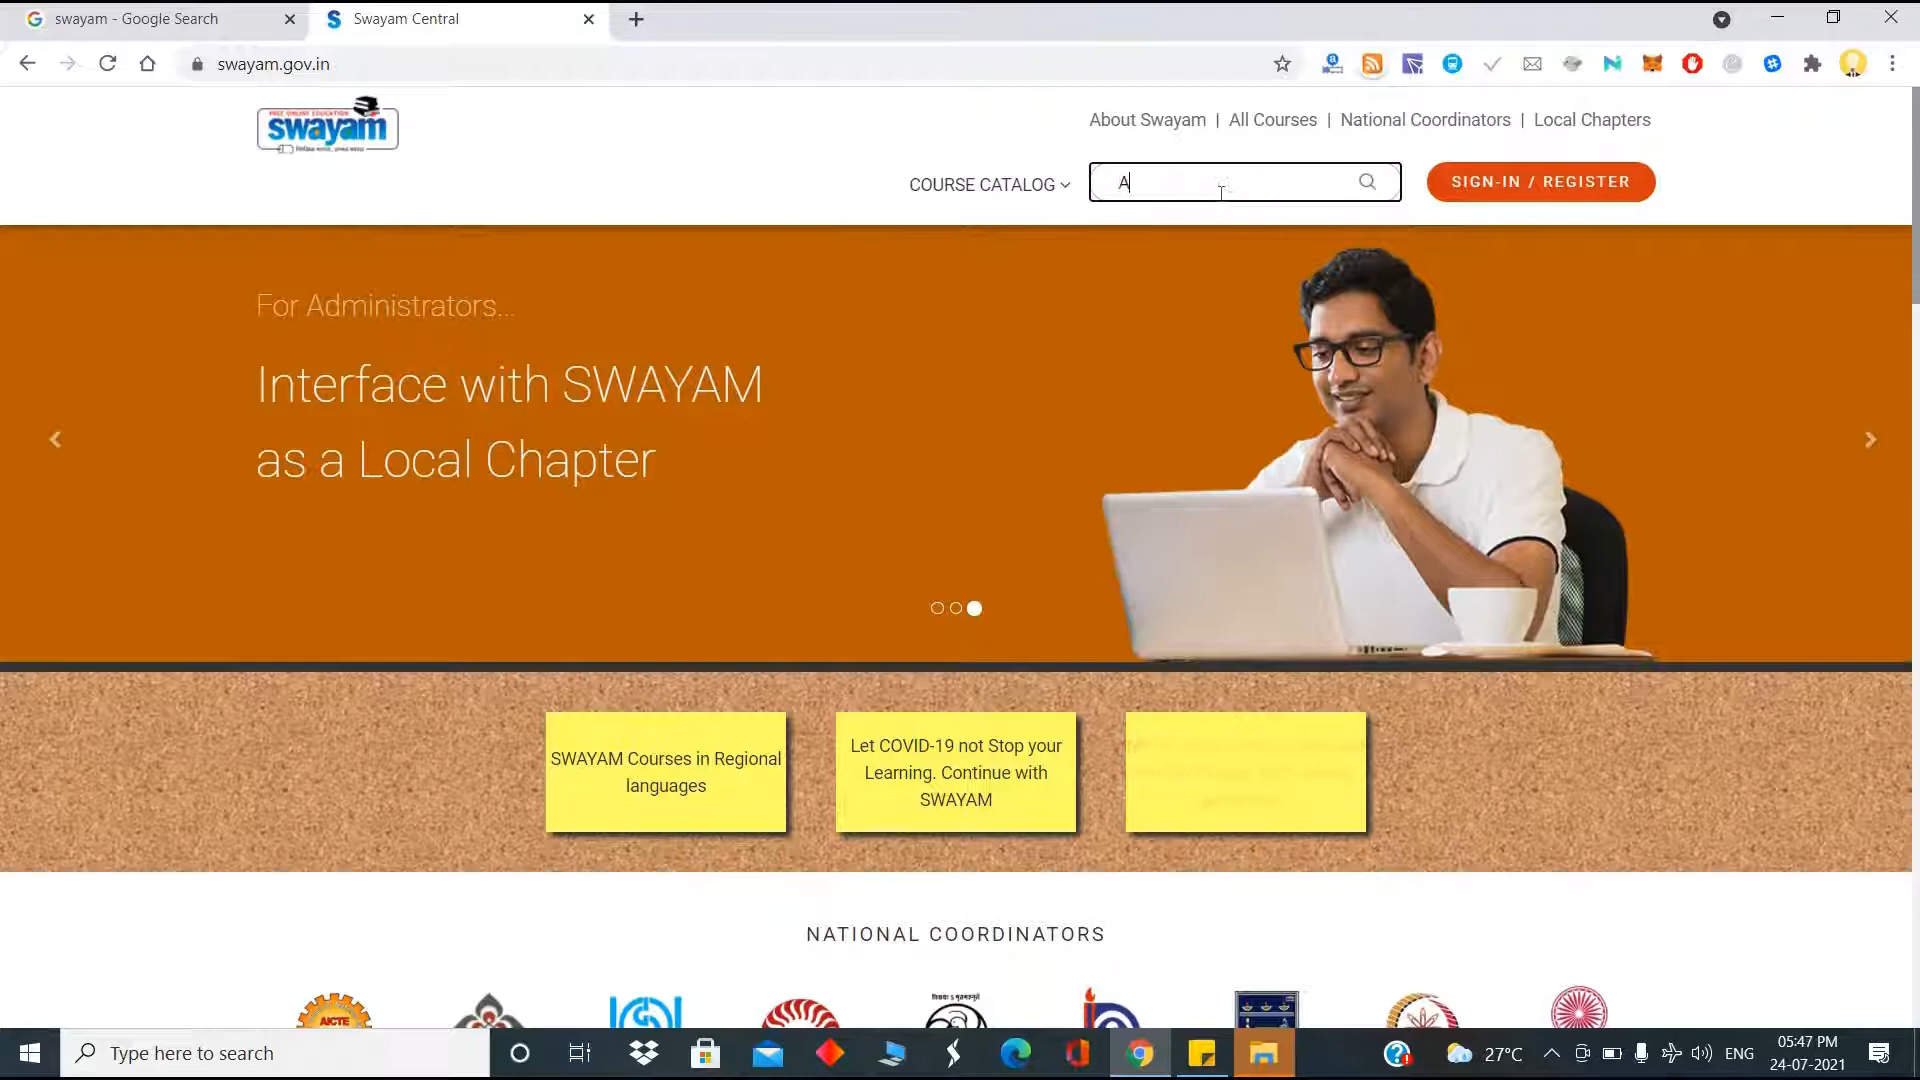 swayam - Google Search
Swayam Central
swayam.gov.in
FREE ONLINE EDUCATION
swayam
About Swayam | All Courses | National Coordinators | Local Chapters
COURSE CATALOG
A
SIGN-IN / REGISTER
For Administrators...
Interface with SWAYAM
as a Local Chapter
SWAYAM Courses in Regional
languages
Let COVID-19 not Stop your
Learning. Continue with
SWAYAM
NATIONAL COORDINATORS
AICTE
Type here to search
27°C
ENG
05:47 PM
24-07-2021